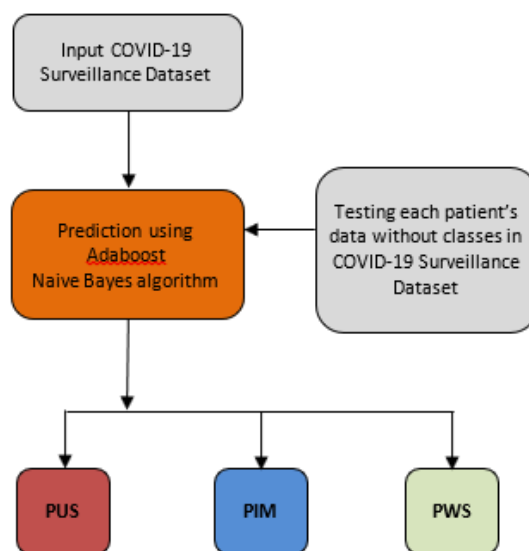 Input COVID-19
Surveillance Dataset
Prediction using
Adaboost
Naive Bayes algorithm
Testing each patient's
data without classes in
COVID-19 Surveillance
Dataset
PUS
PIM
PWS